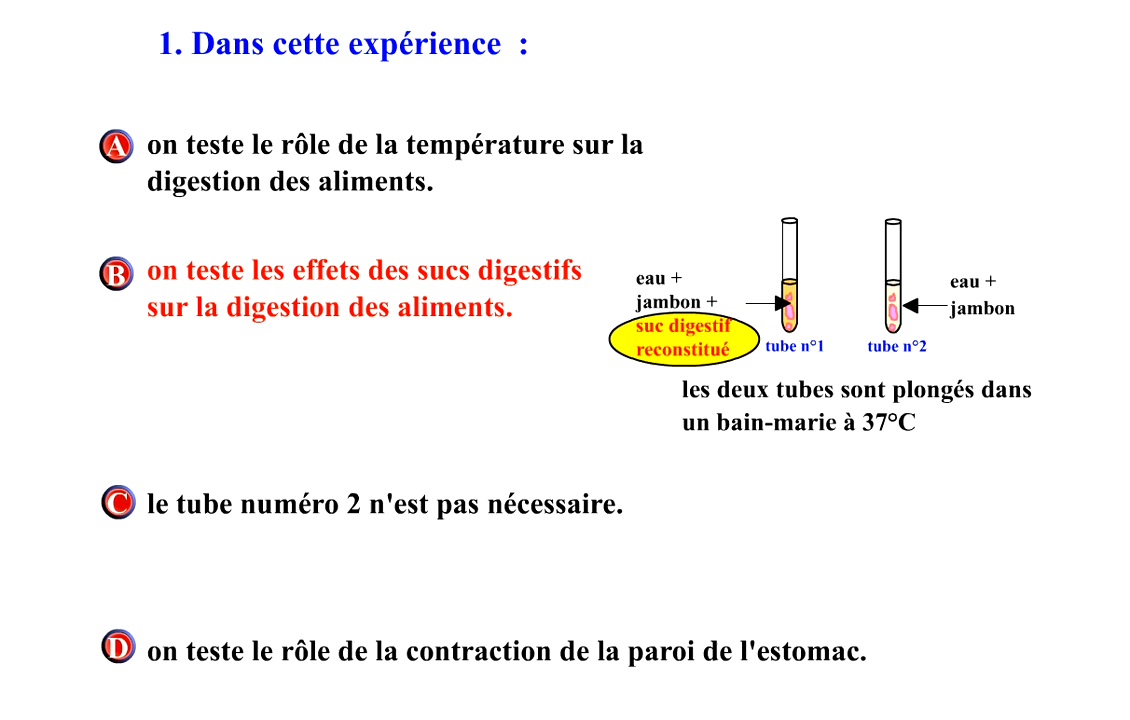 1. Dans cette expérience :
A on teste le rôle de la température sur la
digestion des aliments.
B on teste les effets des sucs digestifs
sur la digestion des aliments.
eau +
jambon +
suc digestif
reconstitué
tube n°1
tube n°2
eau +
jambon
les deux tubes sont plongés dans
un bain-marie à 37°C
C le tube numéro 2 n'est pas nécessaire.
D on teste le rôle de la contraction de la paroi de l'estomac.